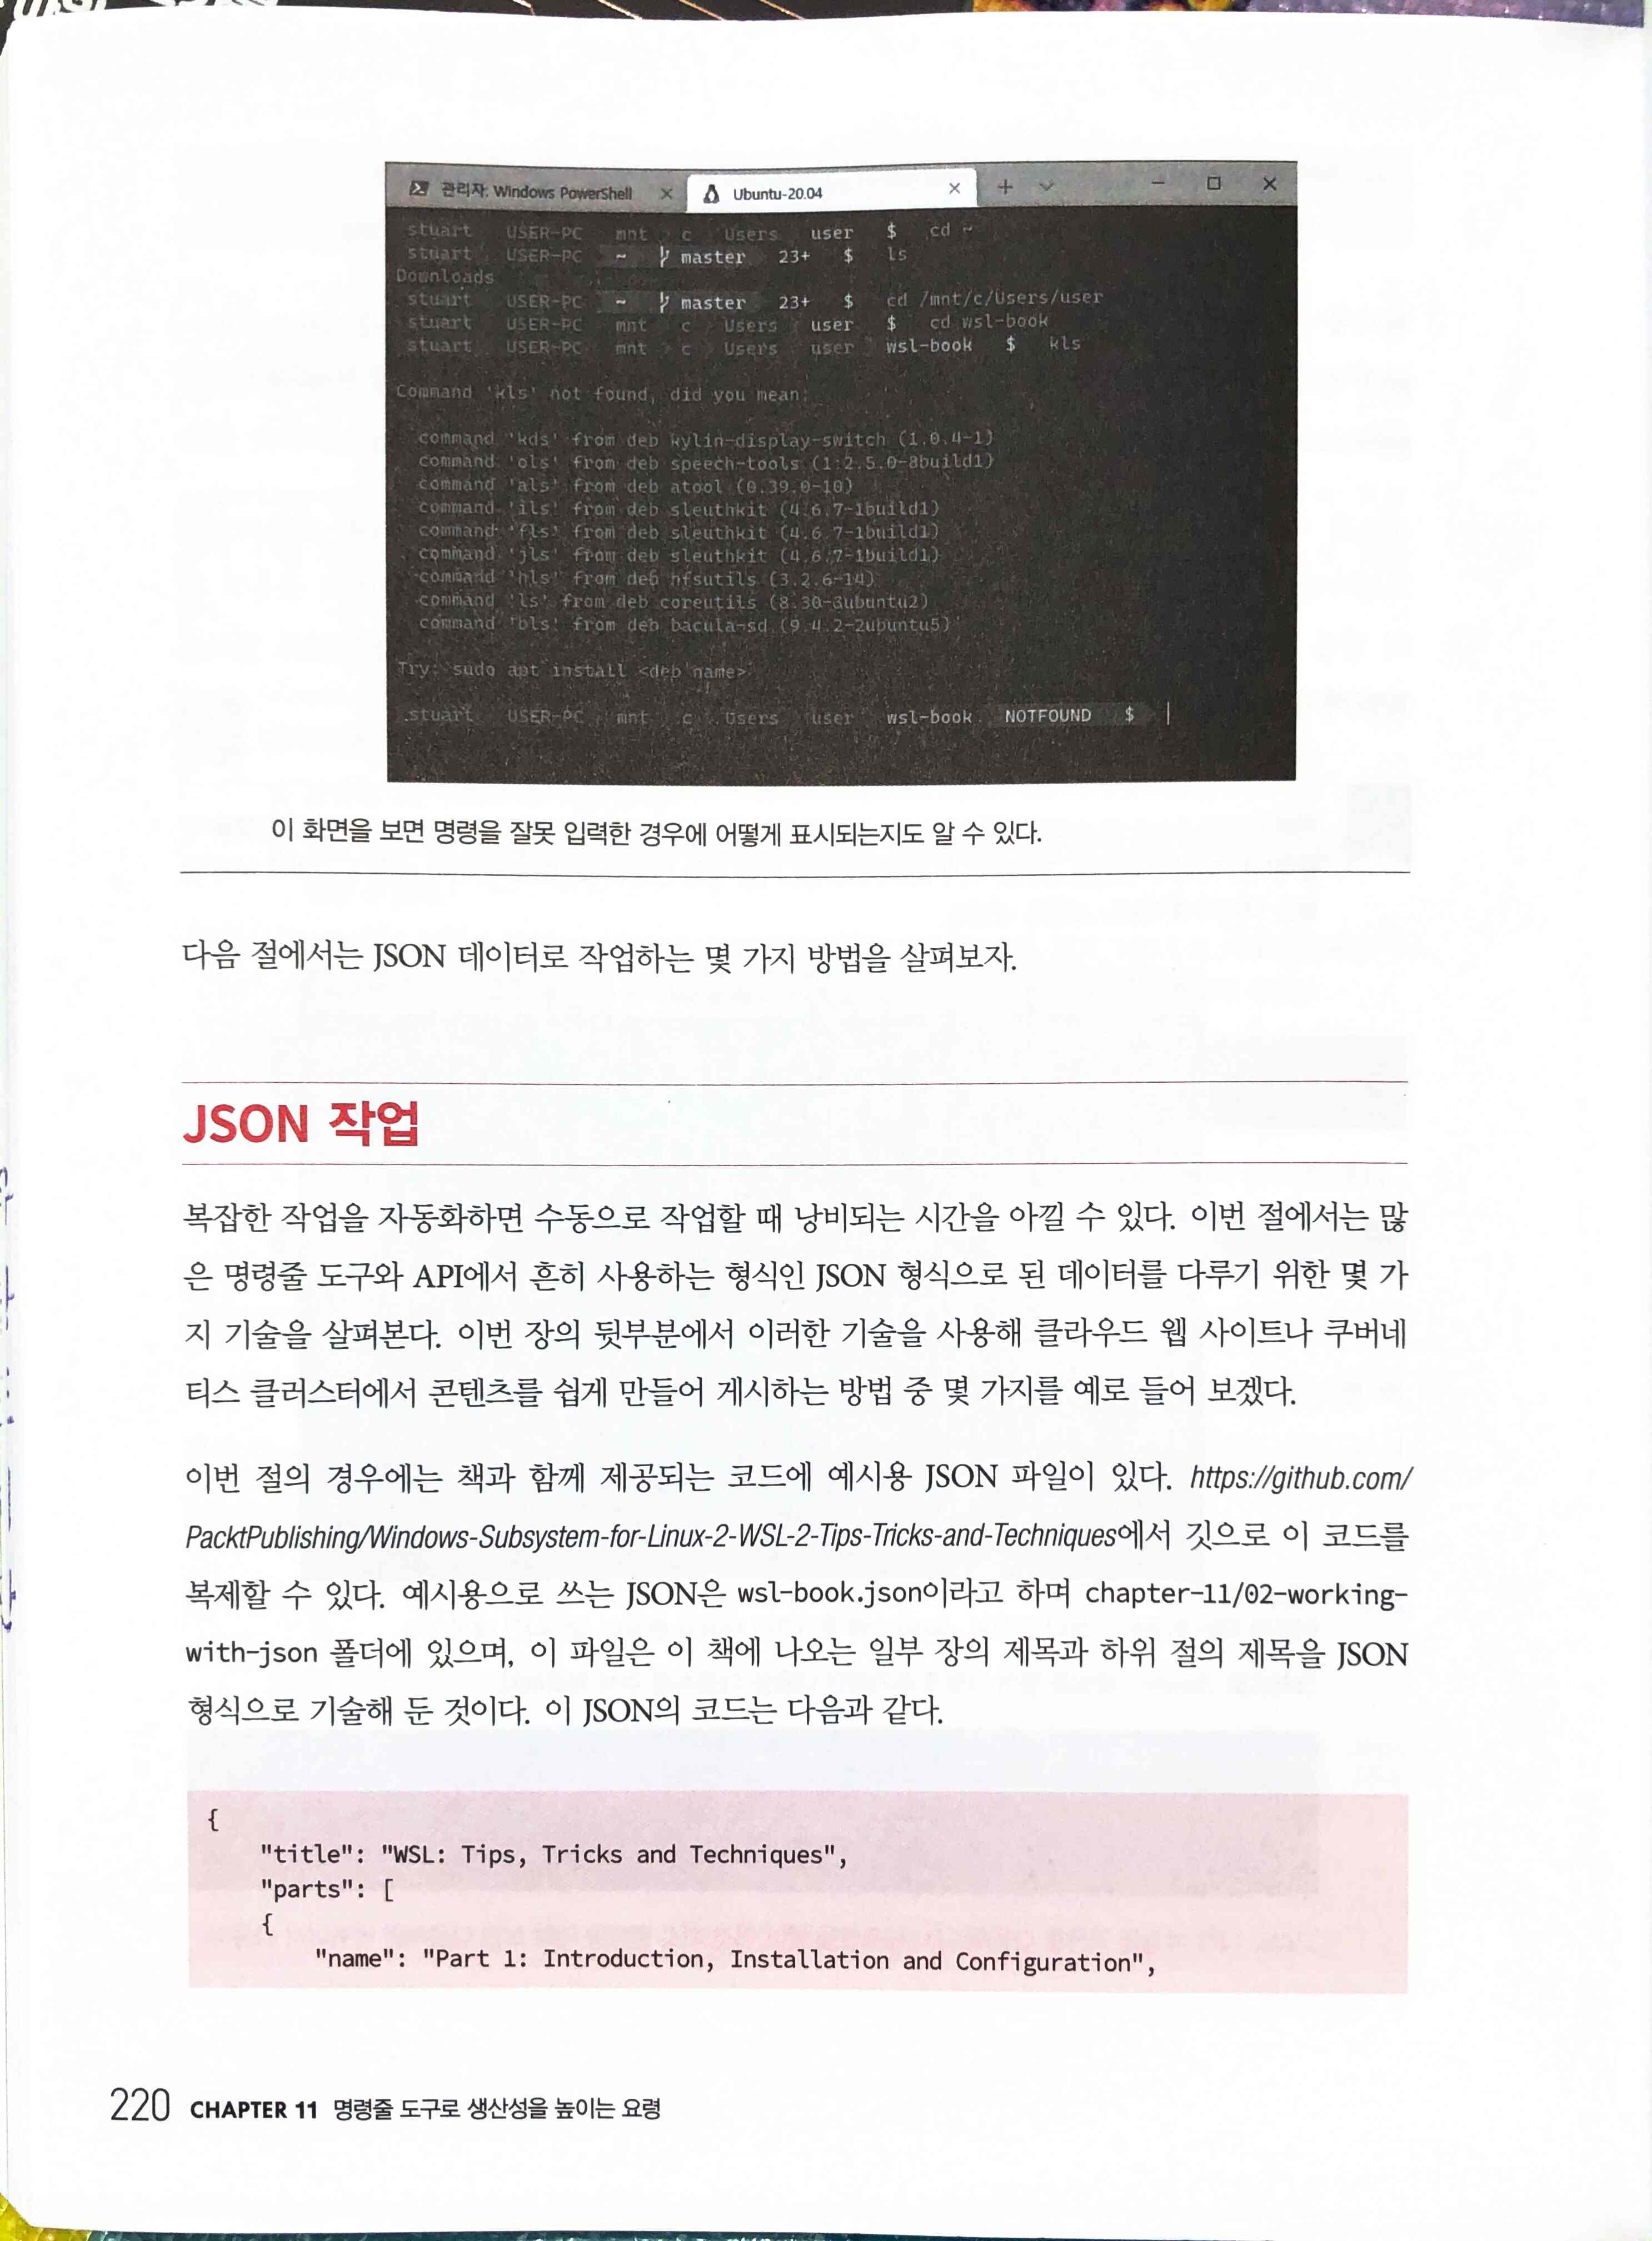 관리자: Windows PowerShell × Ubuntu-20.04 ×
stuart USER-PC mnt c Users user $ cd ~
stuart USER-PC ~ master 23+ $ ls
Downloads
stuart USER-PC ~ master 23+ $ cd /mnt/c/Users/user
stuart USER-PC mnt c Users user $ cd wsl-book
stuart USER-PC mnt c Users user wsl-book $ kls
Command 'kls' not found, did you mean:
command 'kds' from deb kylin-display-switch (1.0.4-1)
command 'ols' from deb speech-tools (1:2.5.0-8build1)
command 'als' from deb atool (0.39.0-10)
command 'ils' from deb sleuthkit (4.6.7-1build1)
command 'fls' from deb sleuthkit (4.6.7-1build1)
command 'jls' from deb sleuthkit (4.6.7-1build1)
command 'hls' from deb hfsutils (3.2.6-14)
command 'ls' from deb coreutils (8.30-3ubuntu2)
command 'bls' from deb bacula-sd (9.4.2-2ubuntu5)
Try: sudo apt install <deb name>
stuart USER-PC mnt c Users user wsl-book NOTFOUND $
이 화면을 보면 명령을 잘못 입력한 경우에 어떻게 표시되는지도 알 수 있다.
다음 절에서는 JSON 데이터로 작업하는 몇 가지 방법을 살펴보자.
JSON 작업
복잡한 작업을 자동화하면 수동으로 작업할 때 낭비되는 시간을 아낄 수 있다. 이번 절에서는 많
은 명령줄 도구와 API에서 흔히 사용하는 형식인 JSON 형식으로 된 데이터를 다루기 위한 몇 가
지 기술을 살펴본다. 이번 장의 뒷부분에서 이러한 기술을 사용해 클라우드 웹 사이트나 쿠버네
티스 클러스터에서 콘텐츠를 쉽게 만들어 게시하는 방법 중 몇 가지를 예로 들어 보겠다.
이번 절의 경우에는 책과 함께 제공되는 코드에 예시용 JSON 파일이 있다. https://github.com/
PacktPublishing/Windows-Subsystem-for-Linux-2-WSL-2-Tips-Tricks-and-Techniques에서 깃으로 이 코드를
복제할 수 있다. 예시용으로 쓰는 JSON은 wsl-book.json이라고 하며 chapter-11/02-working-
with-json 폴더에 있으며, 이 파일은 이 책에 나오는 일부 장의 제목과 하위 절의 제목을 JSON
형식으로 기술해 둔 것이다. 이 JSON의 코드는 다음과 같다.
{
"title": "WSL: Tips, Tricks and Techniques",
"parts": [
{
"name": "Part 1: Introduction, Installation and Configuration",
220 CHAPTER 11 명령줄 도구로 생산성을 높이는 요령